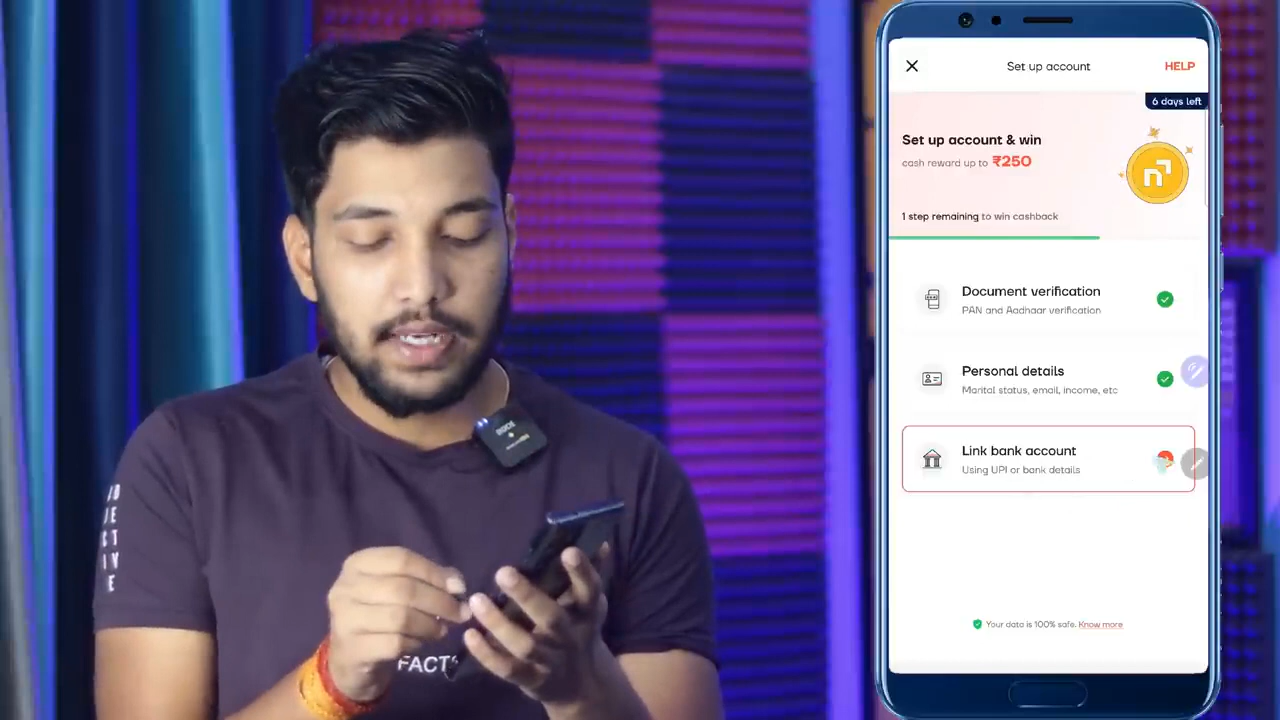 Set up account
HELP
6 days left
Set up account & win
cash reward up to ₹250
1 step remaining to win cashback
Document verification
PAN and Aadhaar verification
Personal details
Marital status, email, income, etc
Link bank account
Using UPI or bank details
Your data is 100% safe. Know more
FACTS